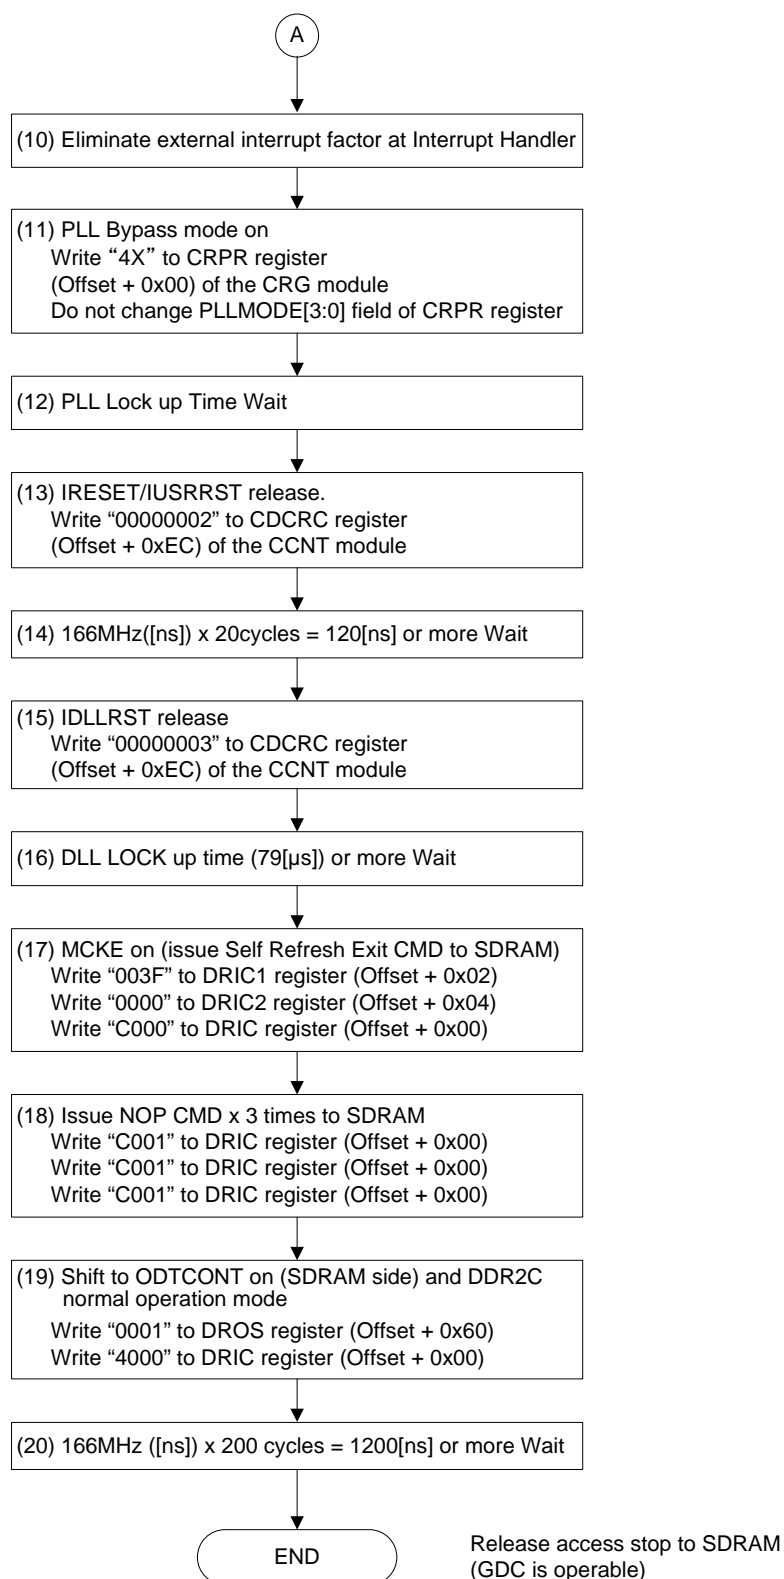 A
(10) Eliminate external interrupt factor at Interrupt Handler
(11) PLL Bypass mode on
Write “4X” to CRPR register
(Offset + 0x00) of the CRG module
Do not change PLLMODE[3:0] field of CRPR register
(12) PLL Lock up Time Wait
(13) IRESET/IUSRRST release.
Write “00000002” to CDCRC register
(Offset + 0xEC) of the CCNT module
(14) 166MHz([ns]) x 20cycles = 120[ns] or more Wait
(15) IDLLRST release
Write “00000003” to CDCRC register
(Offset + 0xEC) of the CCNT module
(16) DLL LOCK up time (79[µs]) or more Wait
(17) MCKE on (issue Self Refresh Exit CMD to SDRAM)
Write “003F” to DRIC1 register (Offset + 0x02)
Write “0000” to DRIC2 register (Offset + 0x04)
Write “C000” to DRIC register (Offset + 0x00)
(18) Issue NOP CMD x 3 times to SDRAM
Write “C001” to DRIC register (Offset + 0x00)
Write “C001” to DRIC register (Offset + 0x00)
Write “C001” to DRIC register (Offset + 0x00)
(19) Shift to ODTCONT on (SDRAM side) and DDR2C
normal operation mode
Write “0001” to DROS register (Offset + 0x60)
Write “4000” to DRIC register (Offset + 0x00)
(20) 166MHz ([ns]) x 200 cycles = 1200[ns] or more Wait
END
Release access stop to SDRAM
(GDC is operable)